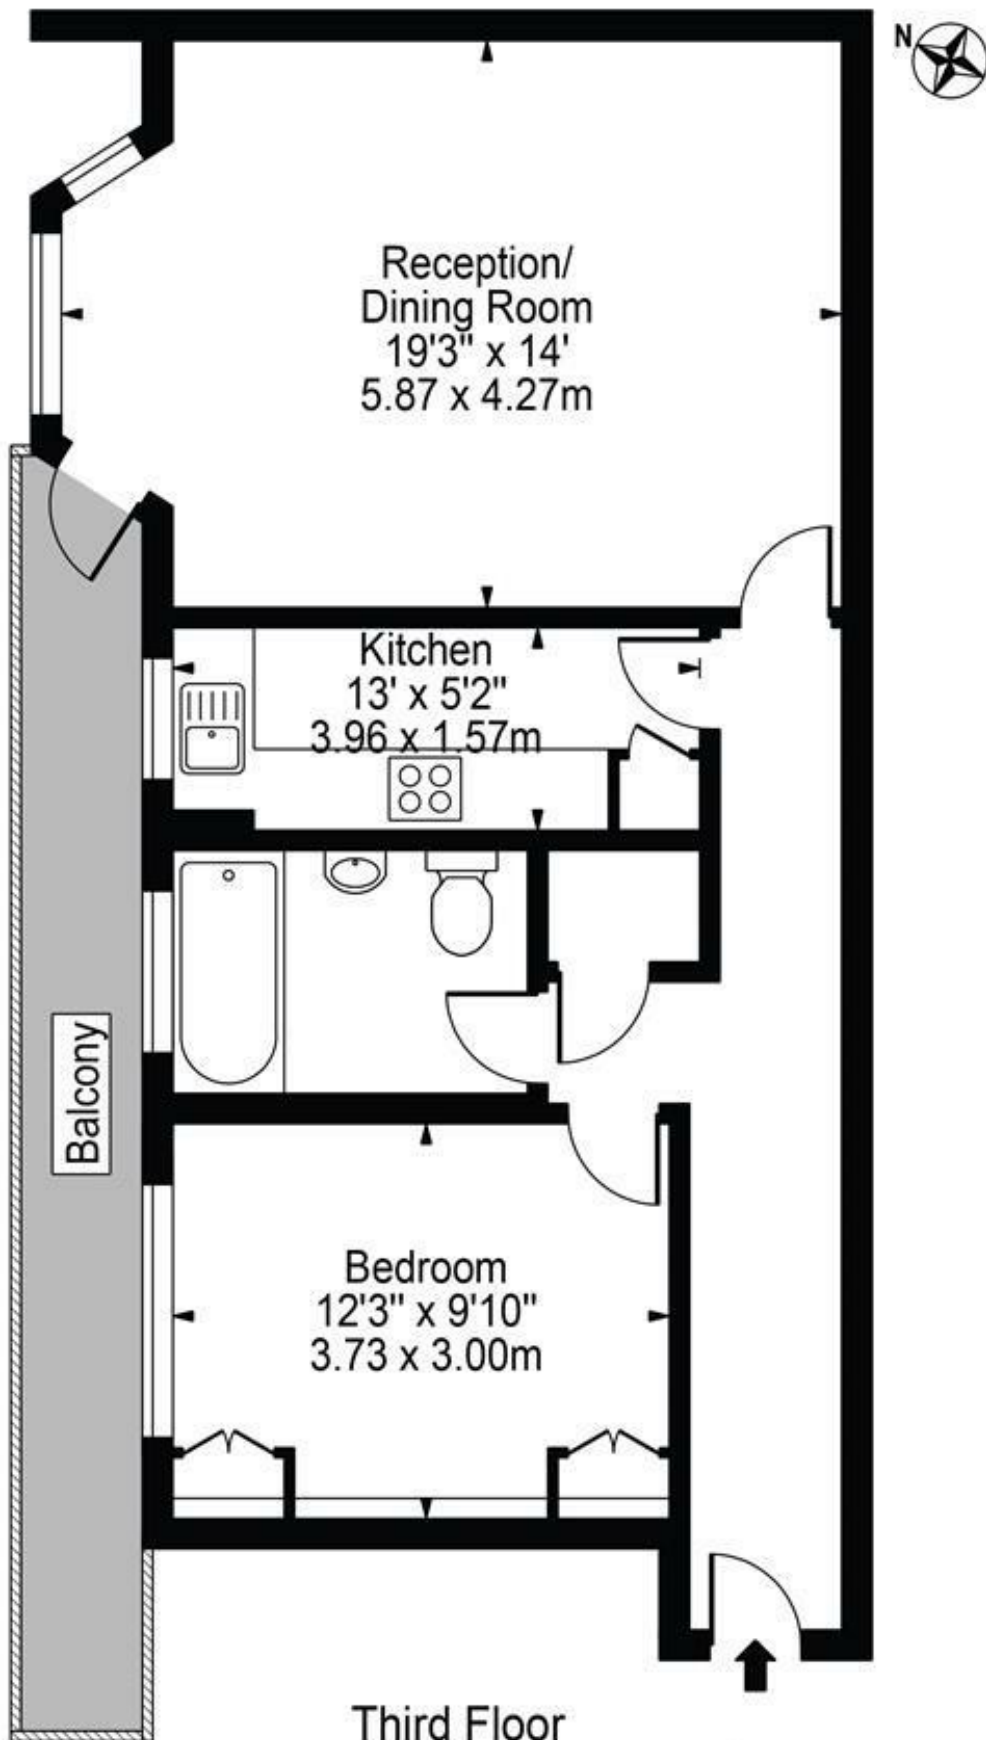 N
Reception/
Dining Room
19'3" x 14'
5.87 x 4.27m
Kitchen
13' x 5'2"
3.96 x 1.57m
Balcony
Bedroom
12'3" x 9'10"
3.73 x 3.00m
Third Floor